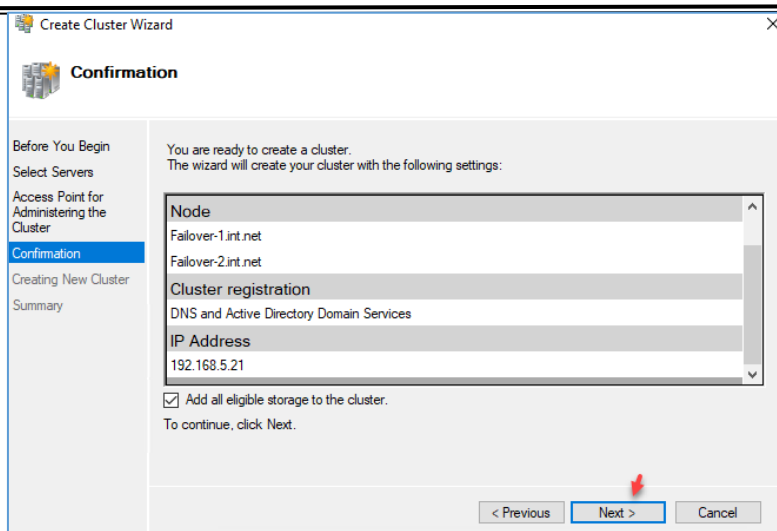 Create Cluster Wizard
Confirmation
Before You Begin
Select Servers
Access Point for
Administering the
Cluster
Confirmation
Creating New Cluster
Summary
You are ready to create a cluster.
The wizard will create your cluster with the following settings:
Node
Failover-1.int.net
Failover-2.int.net
Cluster registration
DNS and Active Directory Domain Services
IP Address
192.168.5.21
Add all eligible storage to the cluster.
To continue, click Next.
< Previous
Next >
Cancel